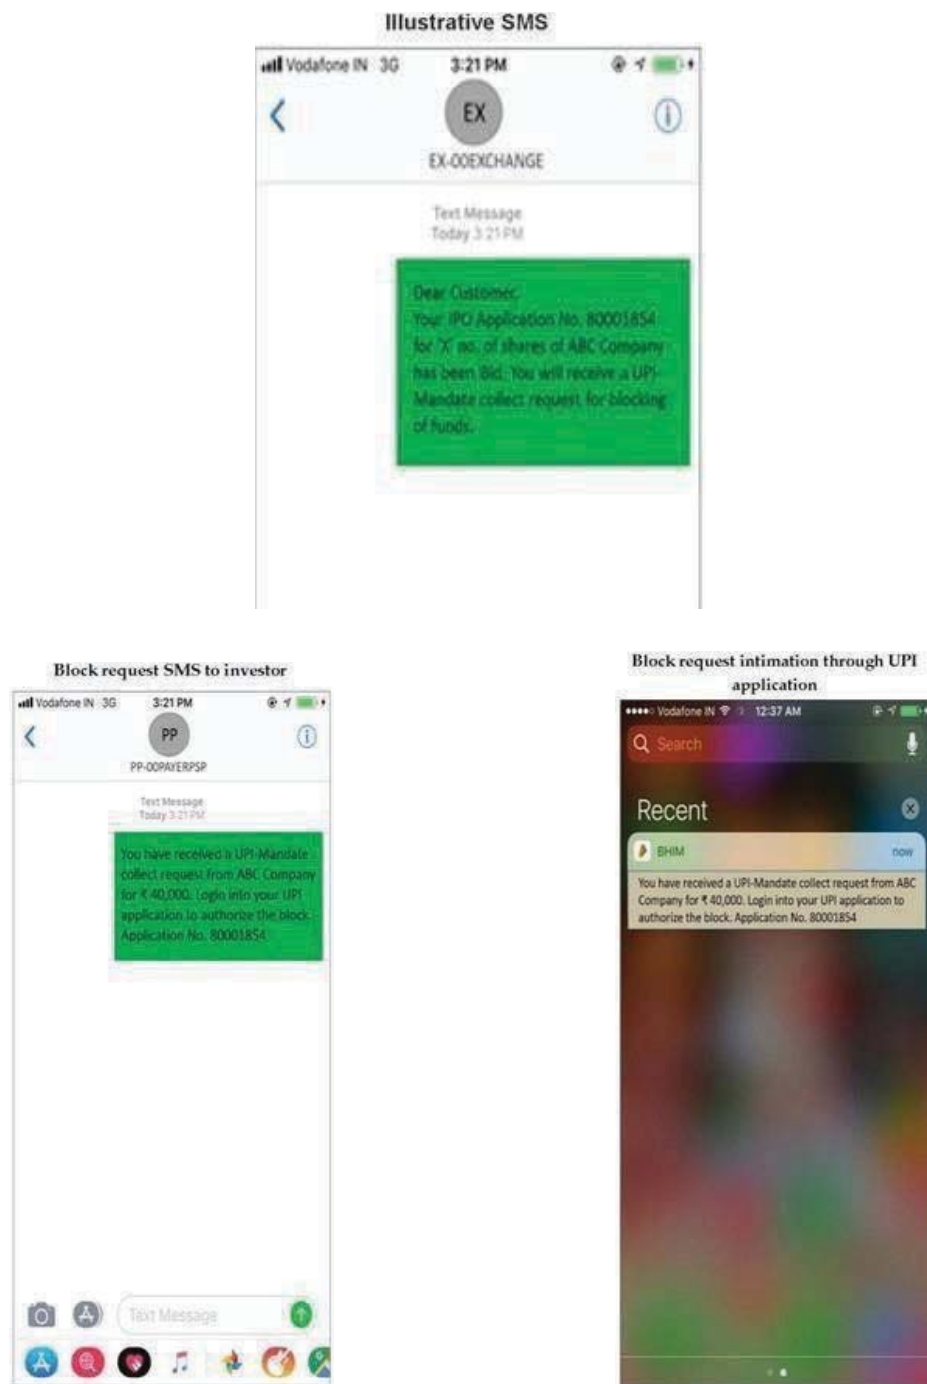 Illustrative SMS
Vodafone IN 3G 3:21 PM
EX
EX-00EXCHANGE
Text Message
Today 3:21 PM
Dear Customer,
Your IPO Application No. 80001854
for 'X' no. of shares of ABC Company
has been Bid. You will receive a UPI-
Mandate collect request for blocking
of funds.
Block request SMS to investor
Vodafone IN 3G 3:21 PM
PP
PP-00PAYERPSP
Text Message
Today 3:21 PM
You have received a UPI-Mandate
collect request from ABC Company
for ₹ 40,000. Login into your UPI
application to authorize the block.
Application No. 80001854
Text Message
Block request intimation through UPI
application
Vodafone IN 12:37 AM
Search
Recent
BHIM now
You have received a UPI-Mandate collect request from ABC
Company for ₹ 40,000. Login into your UPI application to
authorize the block. Application No. 80001854